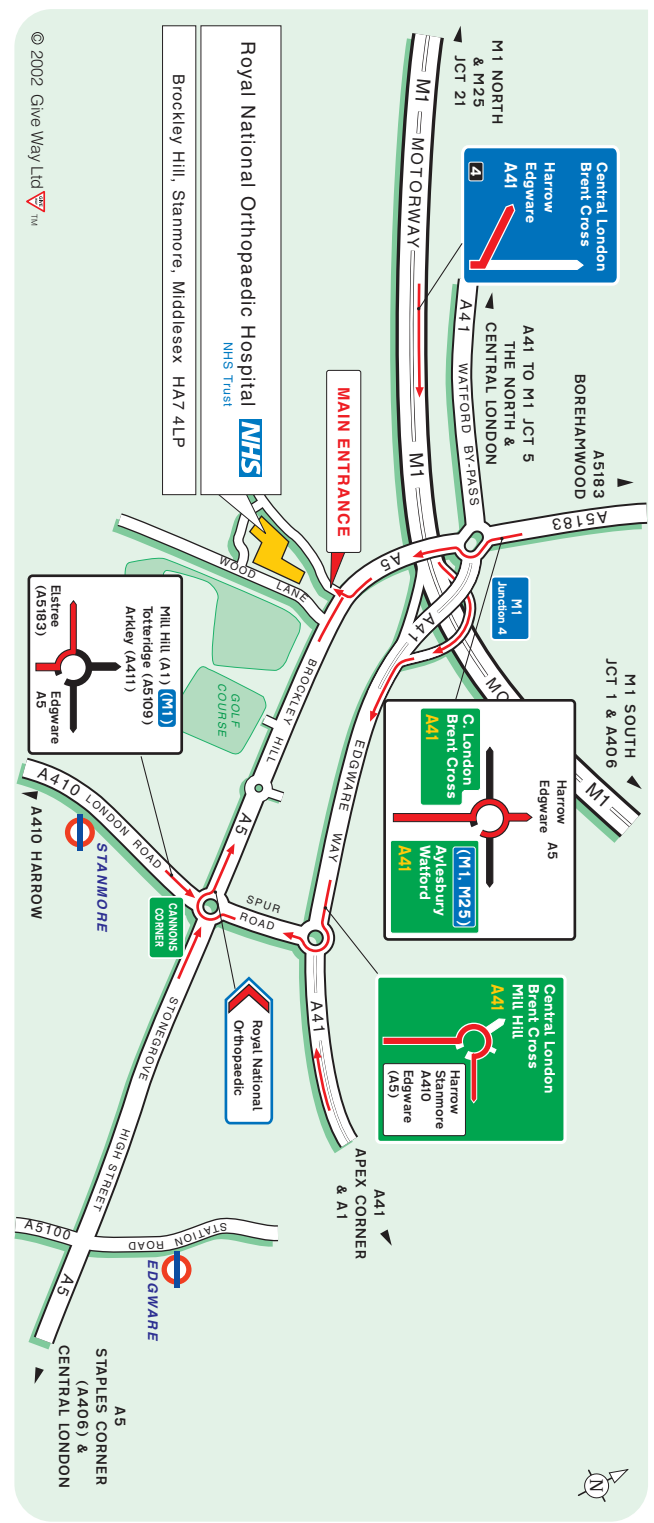 M1 NORTH
& M25
JCT 21
M1
MOTORWAY
M1
Central London
Brent Cross
Harrow
Edgware
A41
4
A41
WATFORD BY-PASS
A41 TO M1 JCT 5
THE NORTH &
CENTRAL LONDON
A5183
BOREHAMWOOD
A5183
M1
Junction 4
M1 SOUTH
JCT 1 & A406
MO
M1
Royal National Orthopaedic Hospital
NHS
NHS Trust
Brockley Hill, Stanmore, Middlesex HA7 4LP
MAIN ENTRANCE
A5
A41
WOOD LANE
BROCKLEY HILL
GOLF
COURSE
EDGWARE WAY
Harrow
Edgware A5
C. London
Brent Cross
A41
(M1, M25)
Aylesbury
Watford
A41
Mill Hill (A1) (M1)
Totteridge (A5109)
Arkley (A411)
Elstree
(A5183)
Edgware
A5
A410 LONDON ROAD
A410 HARROW
STANMORE
A5
CANNONS
CORNER
SPUR
ROAD
Royal National
Orthopaedic
Central London
Brent Cross
Mill Hill
A41
Harrow
Stanmore
A410
Edgware
(A5)
A41
A41
APEX CORNER
& A1
STONEGROVE
HIGH STREET
A5100
STATION ROAD
EDGWARE
A5
A5
STAPLES CORNER
(A406) &
CENTRAL LONDON
N
© 2002 Give Way Ltd
TM